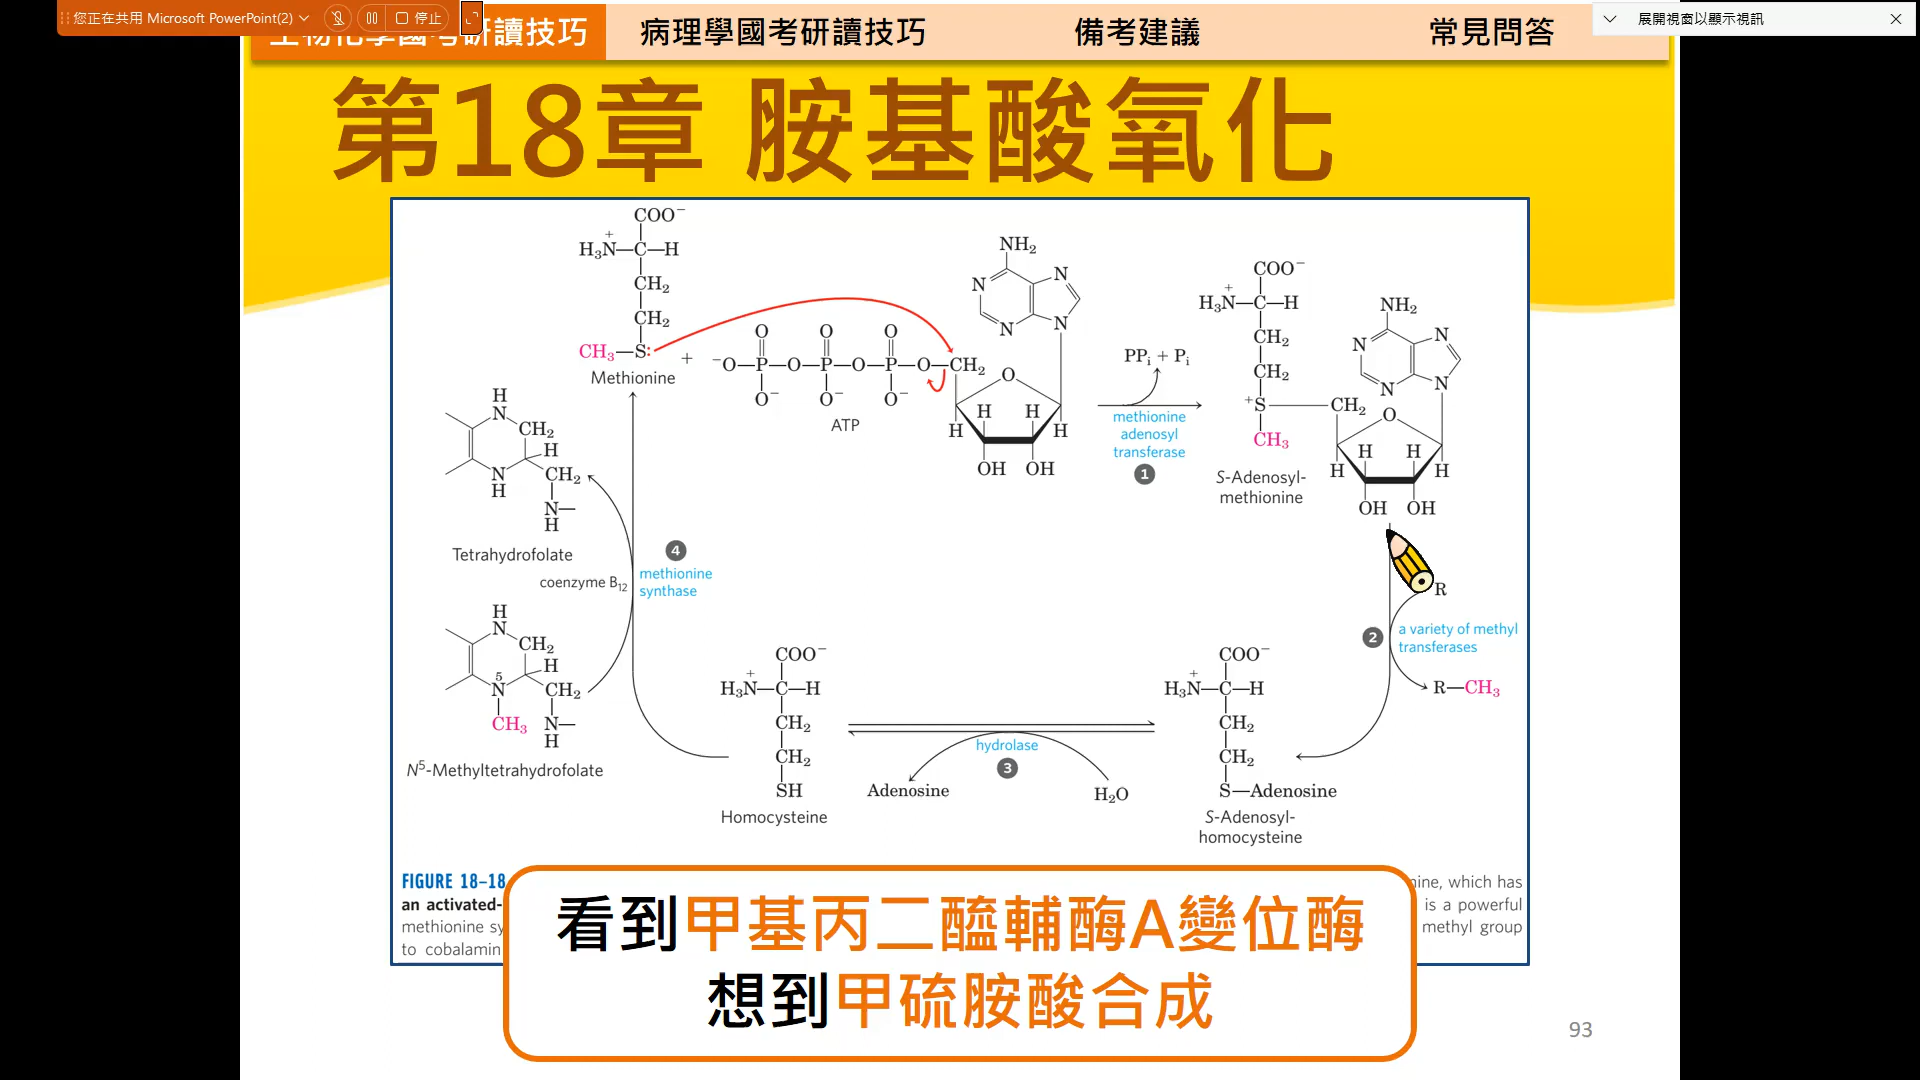 您正在共用 Microsoft PowerPoint(2)
停止
展開視窗以顯示視訊
生物化學國考研讀技巧
病理學國考研讀技巧
備考建議
常見問答
第18章 胺基酸氧化
COO⁻
H₃N⁺—C—H
CH₂
CH₂
CH₃—S:
Methionine
+
⁻O—P—O—P—O—P—O—CH₂
O O O
O⁻ O⁻ O⁻
ATP
NH₂
N N
N N
O
H H
H H
OH OH
PPᵢ + Pᵢ
methionine
adenosyl
transferase
1
COO⁻
H₃N⁺—C—H
CH₂
CH₂
⁺S—CH₂
CH₃
S-Adenosyl-
methionine
NH₂
N N
N N
O
H H
H H
OH OH
R
2
a variety of methyl
transferases
R—CH₃
COO⁻
H₃N⁺—C—H
CH₂
CH₂
S—Adenosine
S-Adenosyl-
homocysteine
hydrolase
3
Adenosine
H₂O
COO⁻
H₃N⁺—C—H
CH₂
CH₂
SH
Homocysteine
4
methionine
synthase
coenzyme B₁₂
H
N
CH₂
H
N
H
CH₂
N—
H
Tetrahydrofolate
H
N
CH₂
H
5
N
CH₂
CH₃
N—
H
N⁵-Methyltetrahydrofolate
FIGURE 18–18
an activated-
methionine sy
to cobalamin
nine, which has
is a powerful
methyl group
看到甲基丙二醯輔酶A變位酶
想到甲硫胺酸合成
93